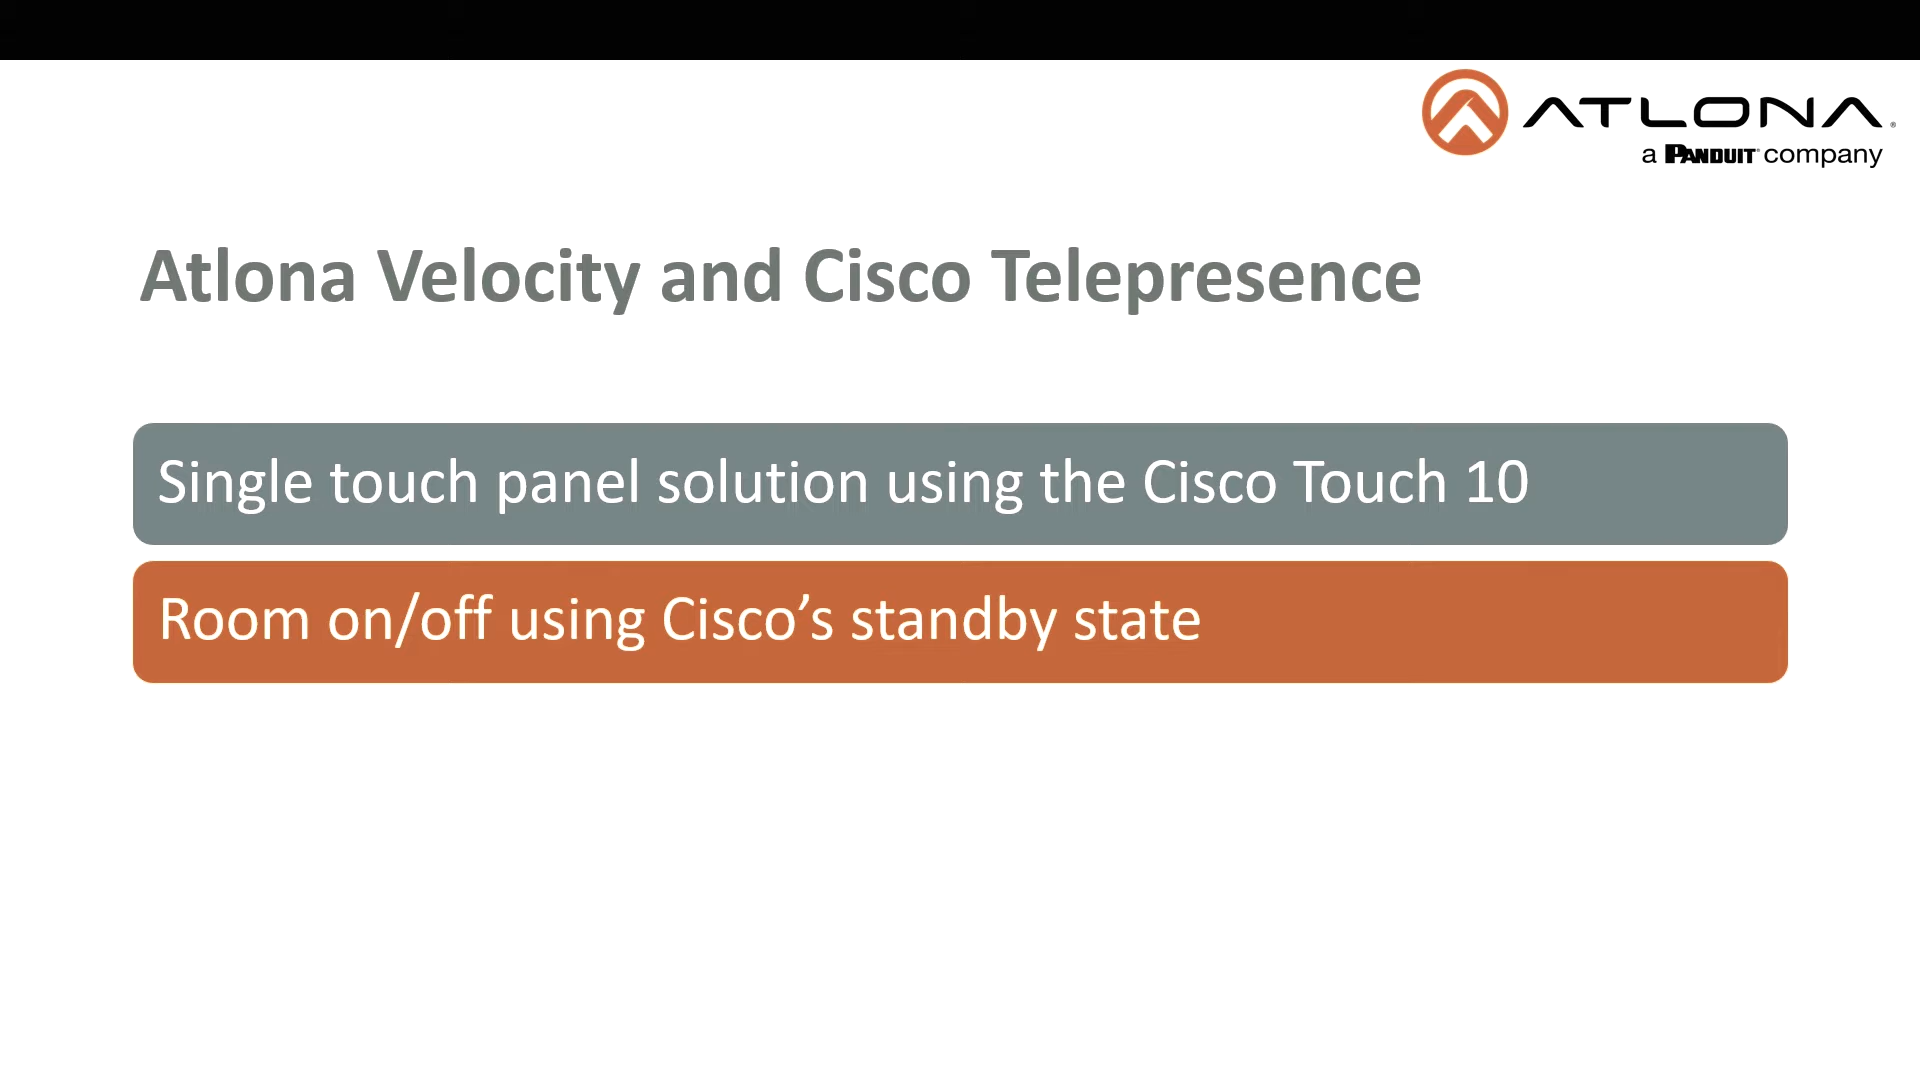 ATLONA®
a PANDUIT™ company
Atlona Velocity and Cisco Telepresence
Single touch panel solution using the Cisco Touch 10
Room on/off using Cisco’s standby state